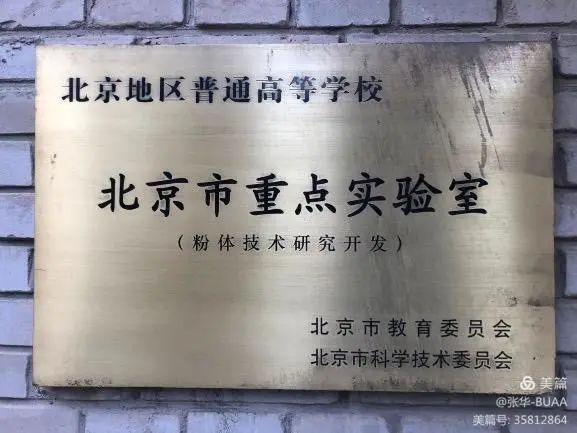 北京地区普通高等学校
北京市重点实验室
（粉体技术研究开发）
北京市教育委员会
北京市科学技术委员会
美篇
@张华-BUAA
美篇号: 35812864